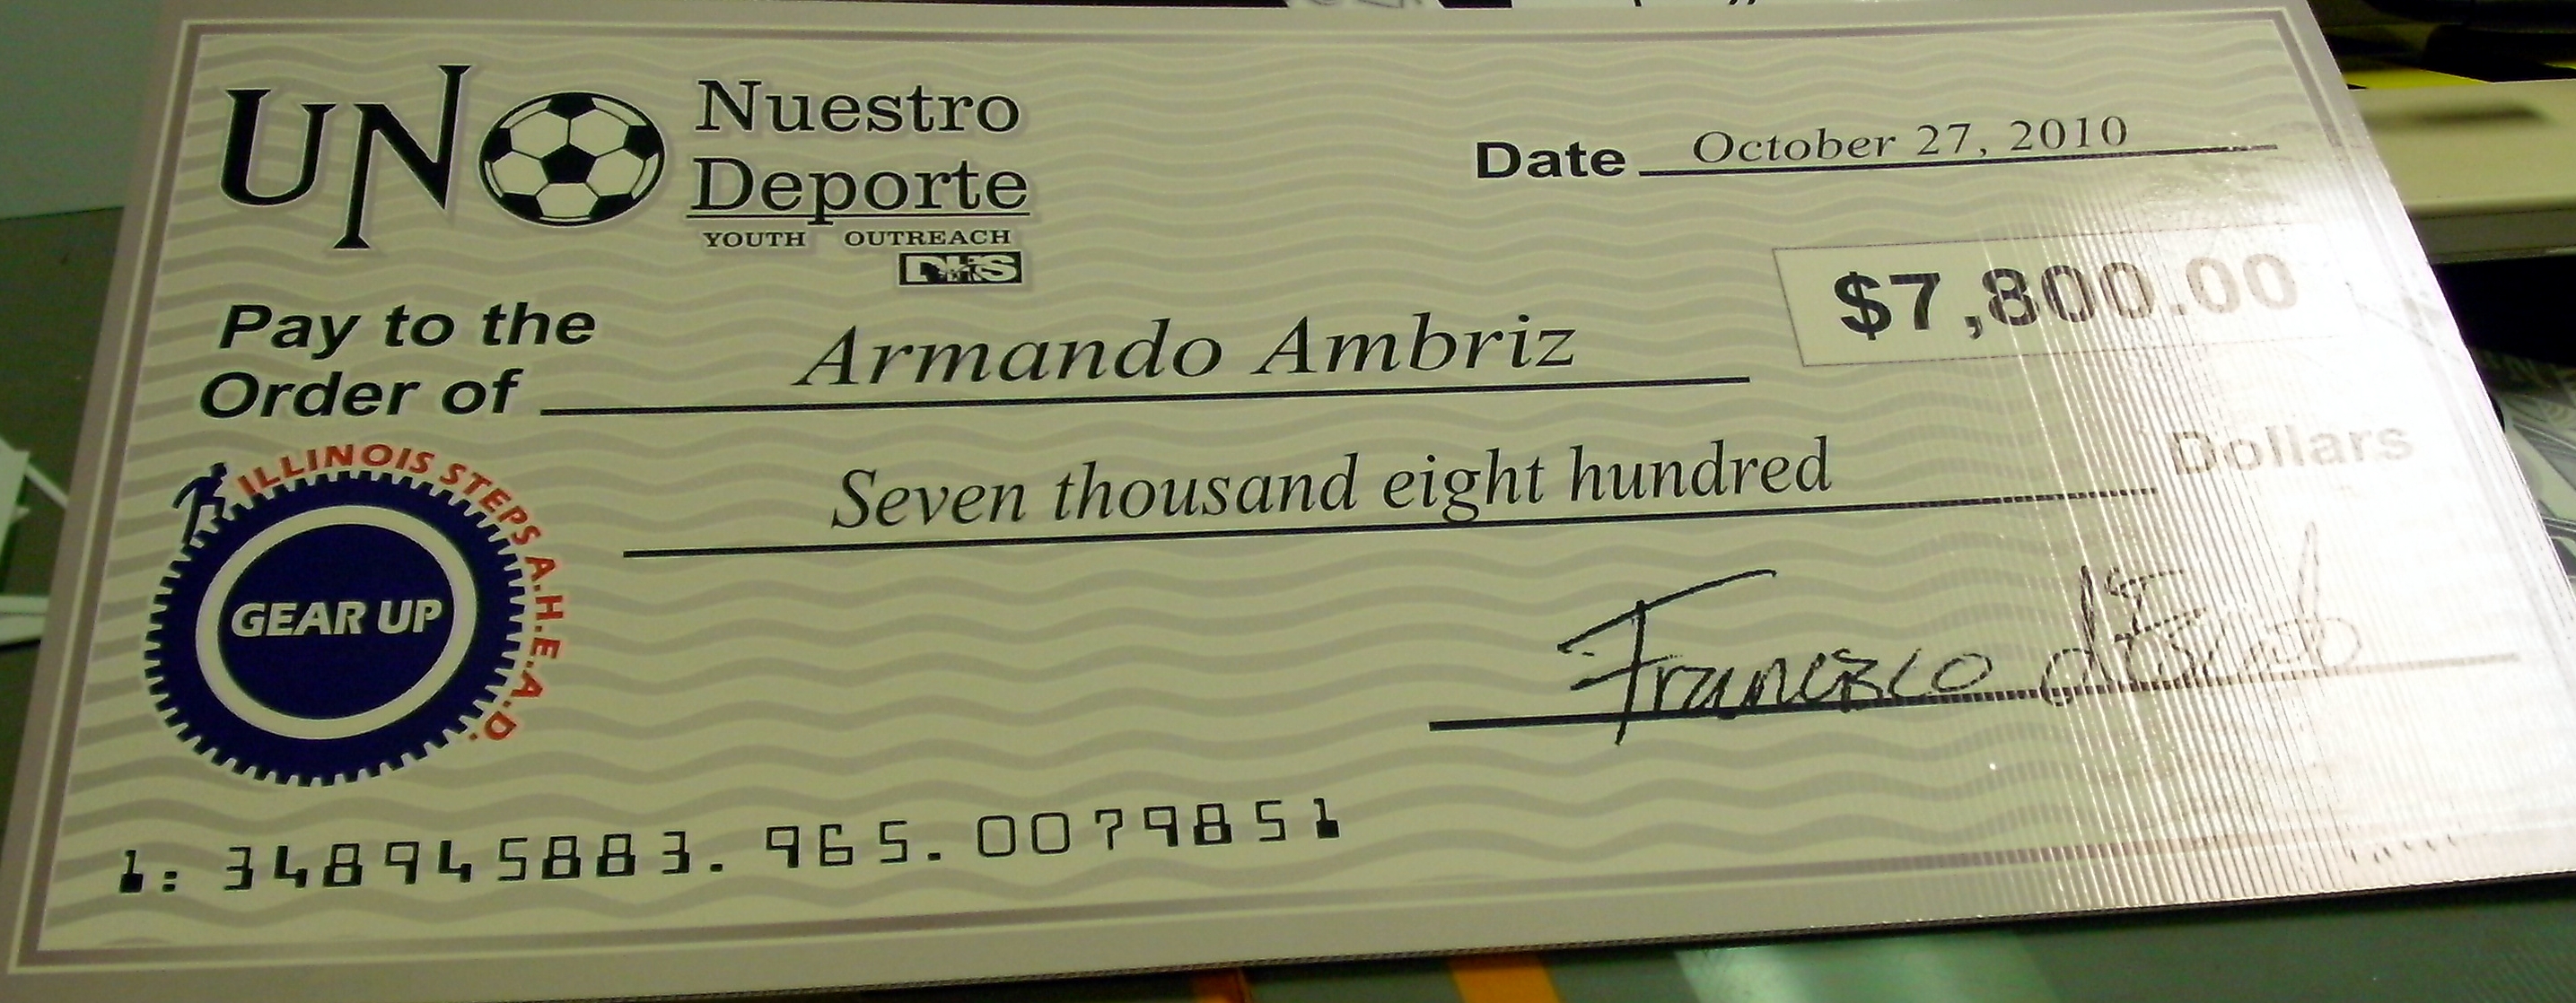 UNO Nuestro
Deporte
YOUTH OUTREACH
DHS
Date October 27, 2010
$7,800.00
Pay to the
Order of Armando Ambriz
Seven thousand eight hundred Dollars
ILLINOIS STEPS A.H.E.A.D.
GEAR UP
Francisco
1: 348945883. 965. 0079851